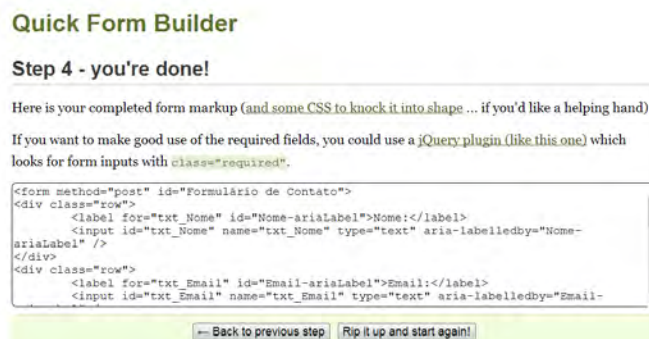 Quick Form Builder
Step 4 - you're done!
Here is your completed form markup (and some CSS to knock it into shape ... if you'd like a helping hand)
If you want to make good use of the required fields, you could use a jQuery plugin (like this one) which
looks for form inputs with class="required".
<form method="post" id="Formulário de Contato">
<div class="row">
<label for="txt_Nome" id="Nome-ariaLabel">Nome:</label>
<input id="txt_Nome" name="txt_Nome" type="text" aria-labelledby="Nome-
ariaLabel" />
</div>
<div class="row">
<label for="txt_Email" id="Email-ariaLabel">Email:</label>
<input id="txt_Email" name="txt_Email" type="text" aria-labelledby="Email-
← Back to previous step Rip it up and start again!